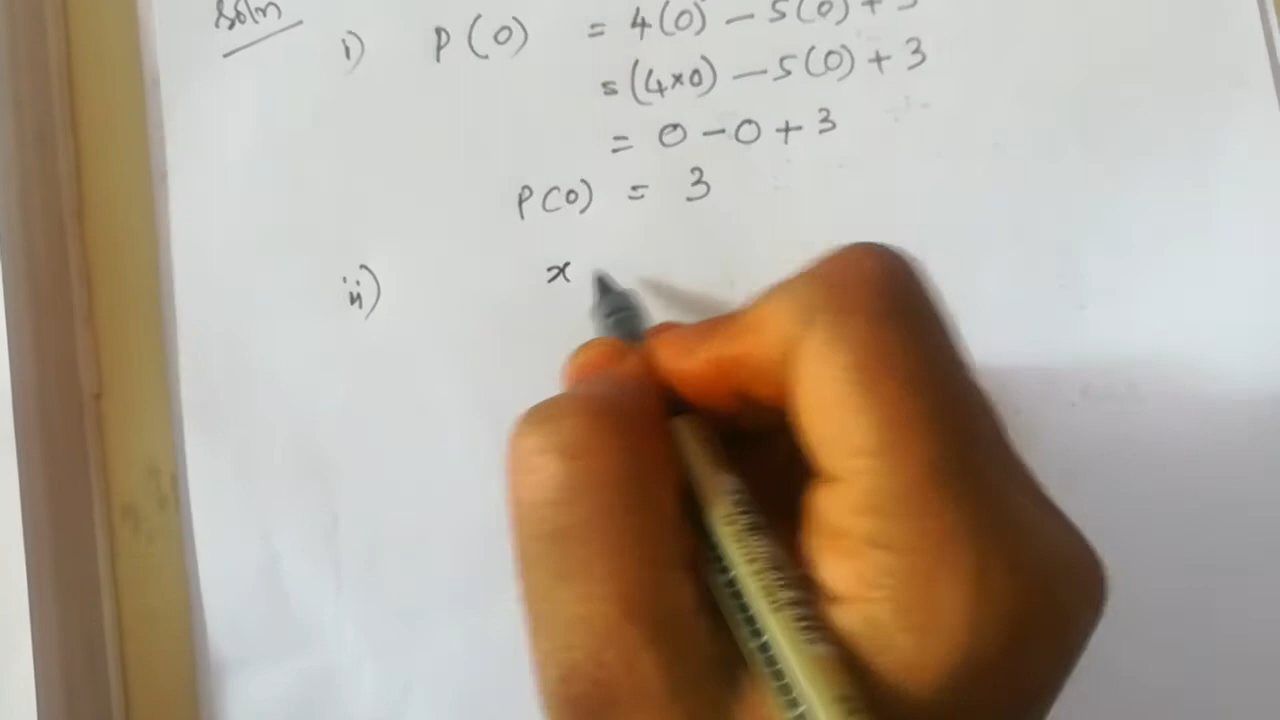 Soln
i) P(0) = 4(0) - 5(0) + 3
= (4×0) - 5(0) + 3
= 0 - 0 + 3
P(0) = 3
ii) x